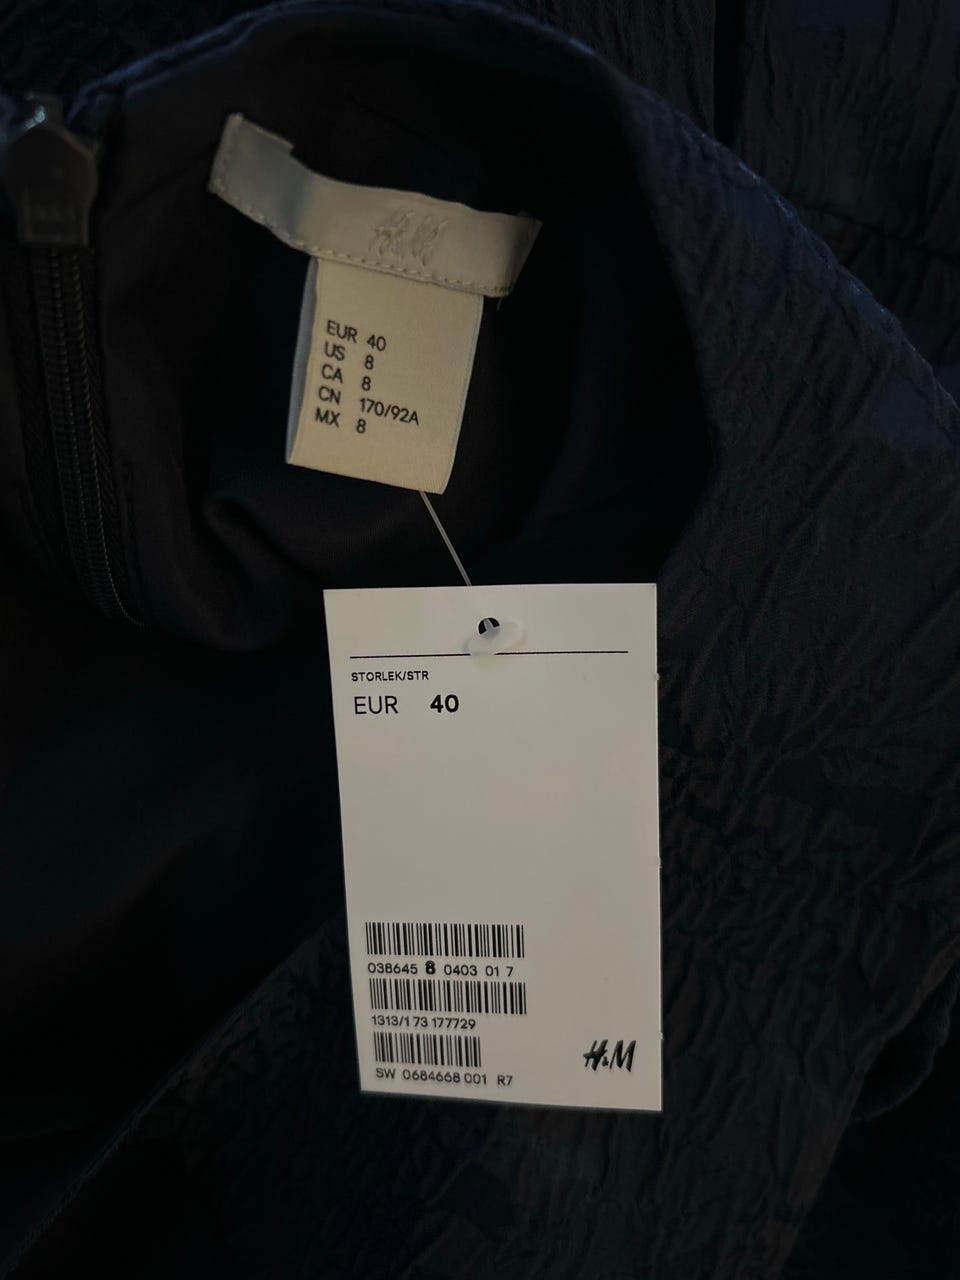 H&M
EUR 40
US 8
CA 8
CN 170/92A
MX 8
STORLEK/STR
EUR 40
038645 8 0403 01 7
1313/1 73 177729
SW 0684668 001 R7
H&M